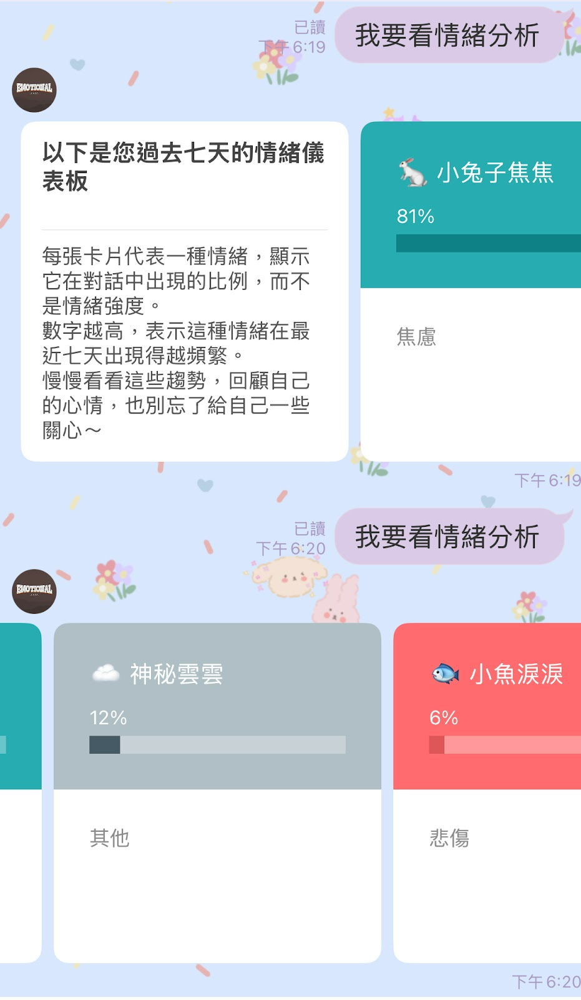 我要看情緒分析
已讀
下午 6:19
EMOTIONAL
以下是您過去七天的情緒儀
表板
每張卡片代表一種情緒，顯示
它在對話中出現的比例，而不
是情緒強度。
數字越高，表示這種情緒在最
近七天出現得越頻繁。
慢慢看看這些趨勢，回顧自己
的心情，也別忘了給自己一些
關心～
小兔子焦焦
81%
焦慮
下午 6:19
我要看情緒分析
已讀
下午 6:20
EMOTIONAL
神秘雲雲
12%
其他
小魚淚淚
6%
悲傷
下午 6:20